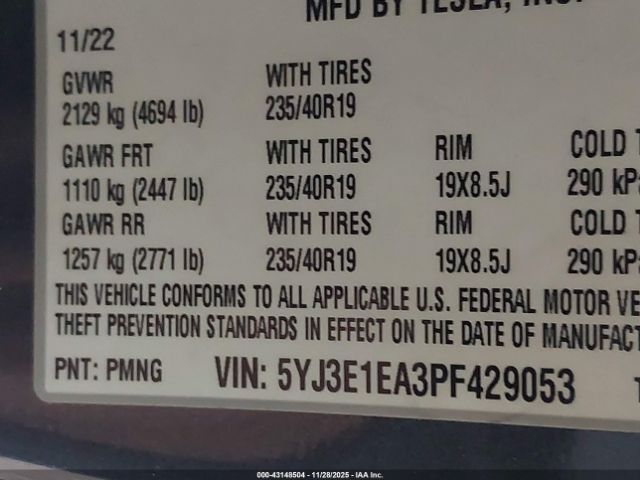 MFD BY TESLA, INC.
11/22
GVWR WITH TIRES
2129 kg (4694 lb) 235/40R19
GAWR FRT WITH TIRES RIM COLD
1110 kg (2447 lb) 235/40R19 19X8.5J 290 kPa
GAWR RR WITH TIRES RIM COLD
1257 kg (2771 lb) 235/40R19 19X8.5J 290 kPa
THIS VEHICLE CONFORMS TO ALL APPLICABLE U.S. FEDERAL MOTOR VE
THEFT PREVENTION STANDARDS IN EFFECT ON THE DATE OF MANUFACT
PNT: PMNG VIN: 5YJ3E1EA3PF429053
000-43148504 - 11/28/2025 - IAA Inc.